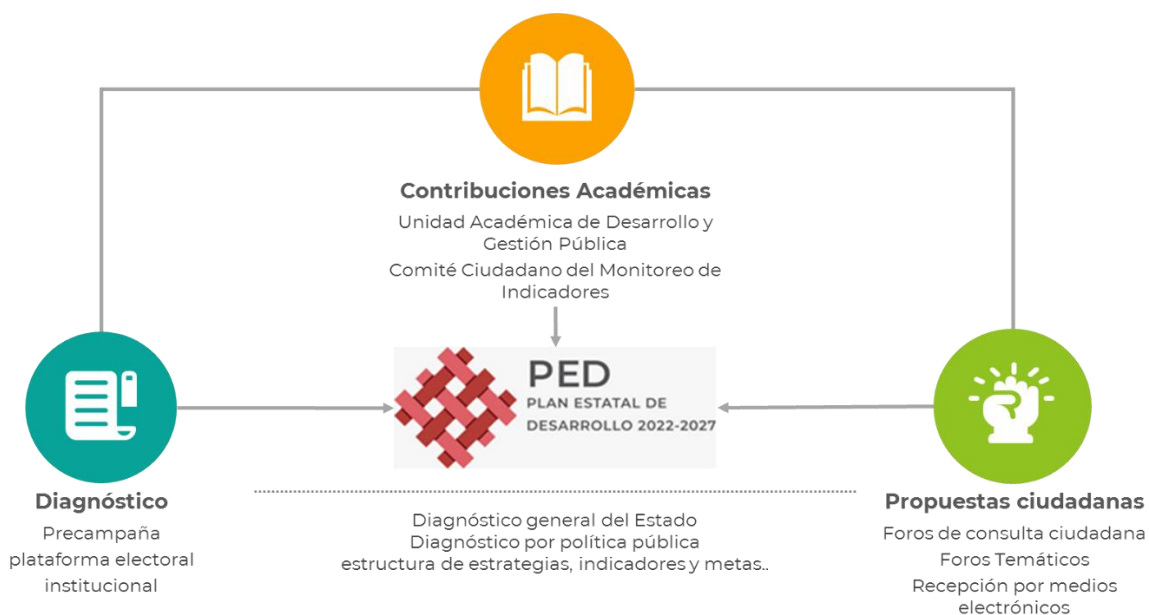 Contribuciones Académicas
Unidad Académica de Desarrollo y
Gestión Pública
Comité Ciudadano del Monitoreo de
Indicadores
PED
PLAN ESTATAL DE
DESARROLLO 2022-2027
Diagnóstico
Precampaña
plataforma electoral
institucional
Diagnóstico general del Estado
Diagnóstico por política pública
estructura de estrategias, indicadores y metas..
Propuestas ciudadanas
Foros de consulta ciudadana
Foros Temáticos
Recepción por medios
electrónicos